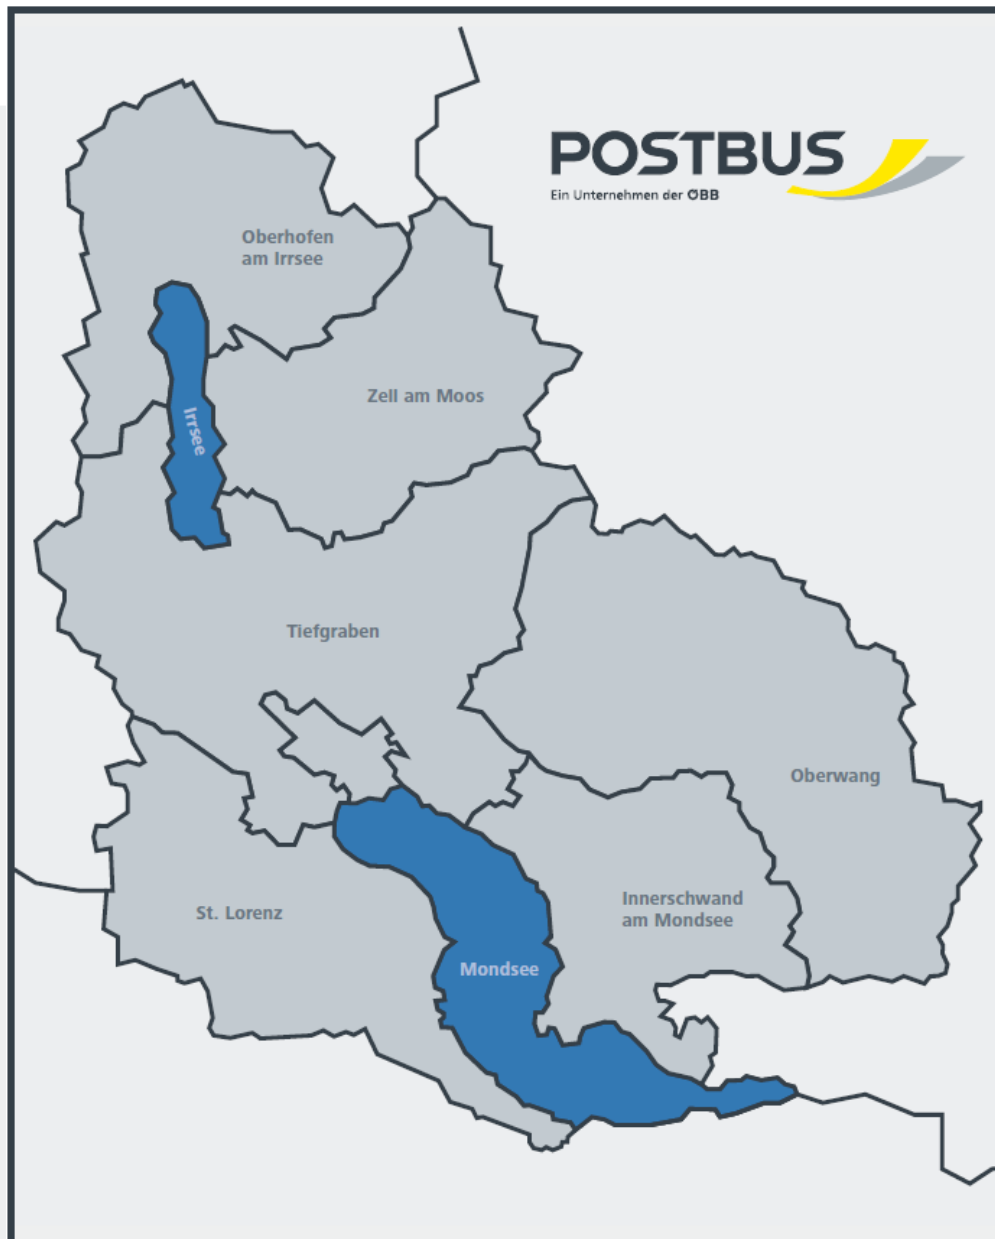 POSTBUS
Ein Unternehmen der ÖBB
Oberhofen
am Irrsee
Zell am Moos
Irrsee
Tiefgraben
Oberwang
Innerschwand
am Mondsee
St. Lorenz
Mondsee